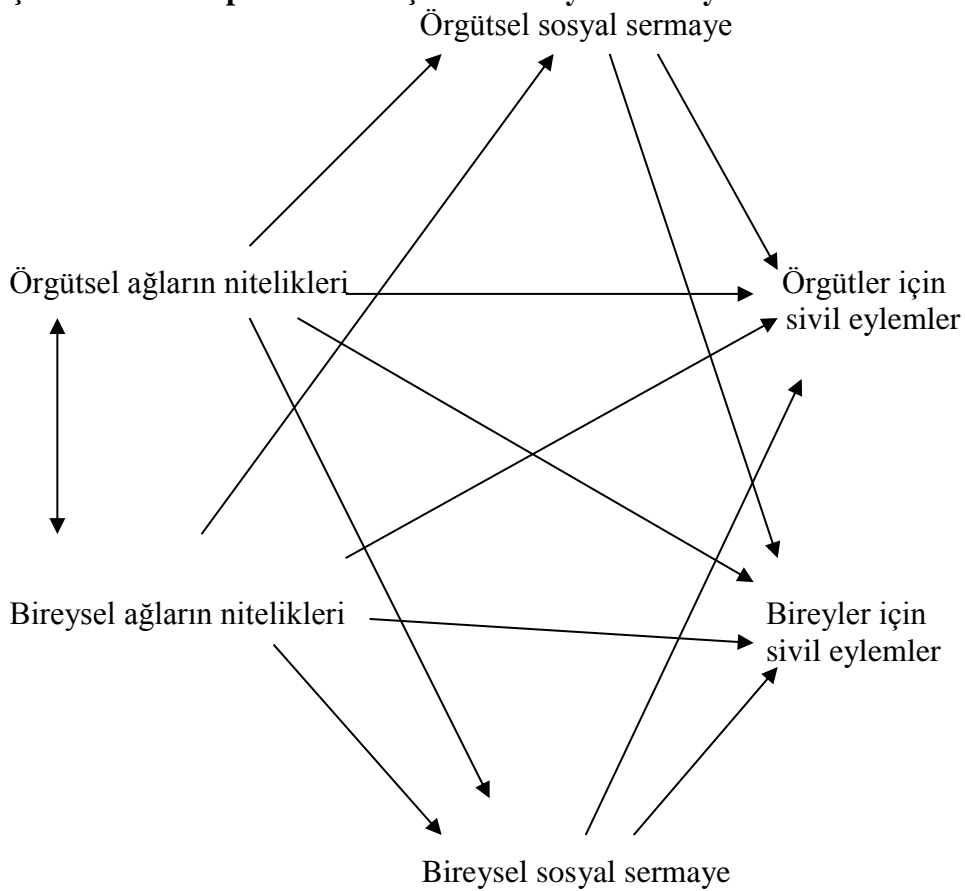 Örgütsel sosyal sermaye
Örgütsel ağların nitelikleri
Örgütler için
sivil eylemler
Bireysel ağların nitelikleri
Bireyler için
sivil eylemler
Bireysel sosyal sermaye